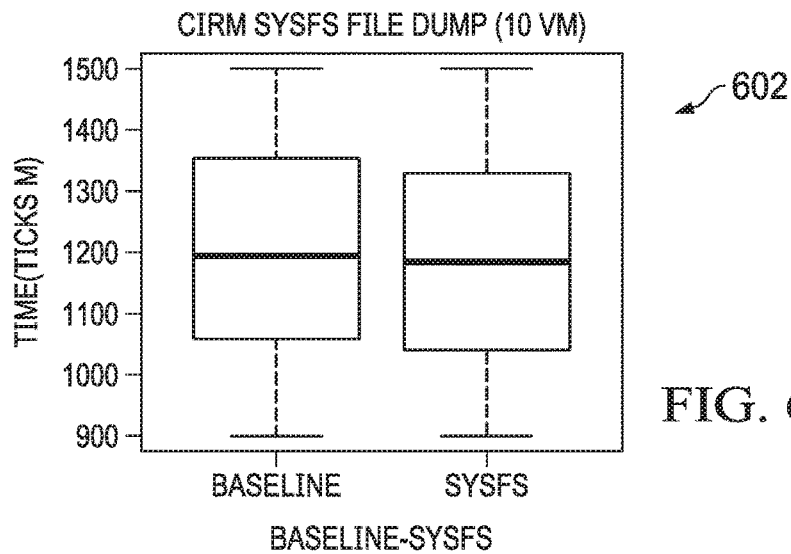 CIRM SYSFS FILE DUMP (10 VM)
602
TIME(TICKS M)
1500
1400
1300
1200
1100
1000
900
FIG.
BASELINE
SYSFS
BASELINE~SYSFS